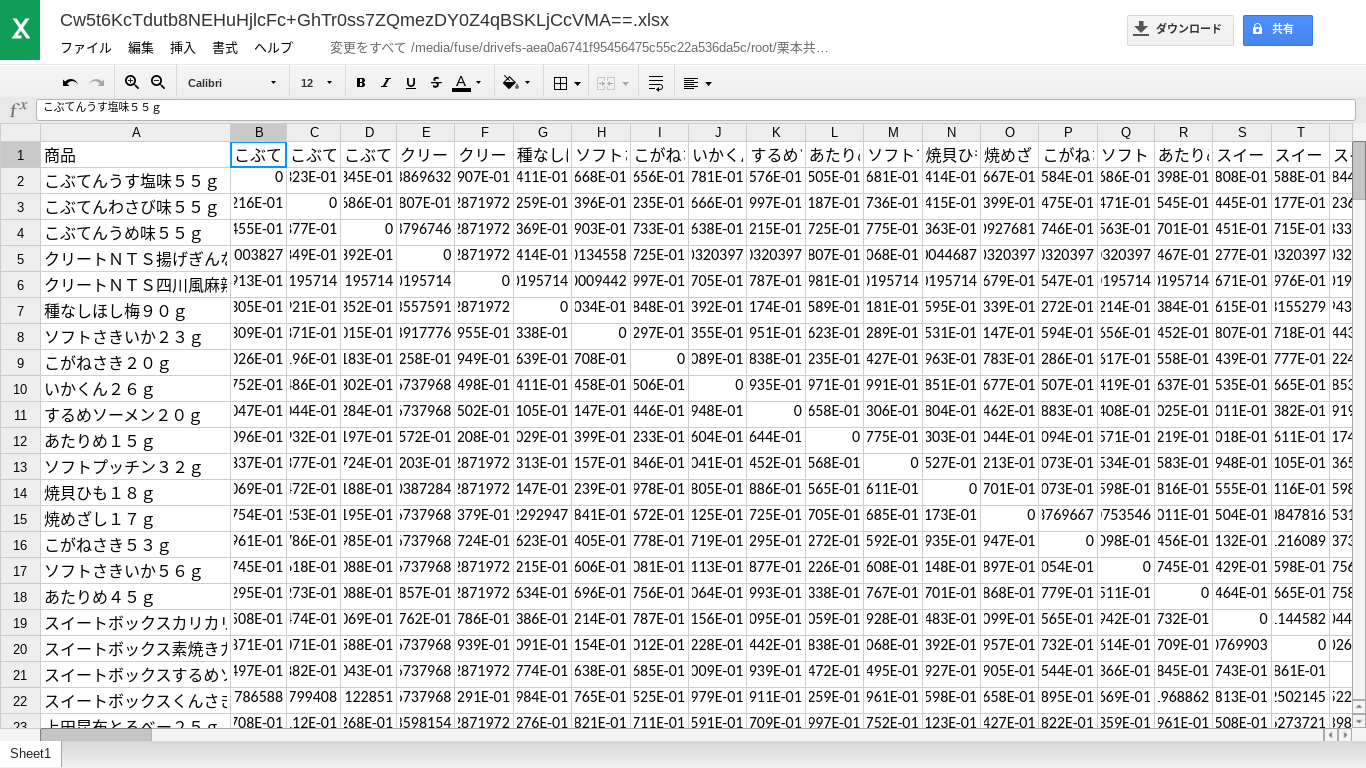 Cw5t6KcTdutb8NEHuHjlcFc+GhTr0ss7ZQmezDY0Z4qBSKLjCcVMA==.xlsx
ファイル 編集 挿入 書式 ヘルプ 変更をすべて /media/fuse/drivefs-aea0a6741f95456475c55c22a536da5c/root/栗本共…
ダウンロード 共有
Calibri 12 B I U S A
fx こぶてんうす塩味５５ｇ
A B C D E F G H I J K L M N O P Q R S T
1 商品 こぶて こぶて こぶて クリー クリー 種なし ソフト こがね いかく するめ あたり ソフト 焼貝ひ 焼めざ こがね ソフト あたり スイー スイー
2 こぶてんうす塩味５５ｇ 0 323E-01 345E-01 3869632 907E-01 411E-01 668E-01 656E-01 781E-01 576E-01 505E-01 681E-01 414E-01 667E-01 584E-01 686E-01 398E-01 808E-01 588E-01 844
3 こぶてんわさび味５５ｇ 216E-01 0 586E-01 807E-01 2871972 259E-01 396E-01 235E-01 666E-01 997E-01 187E-01 736E-01 415E-01 399E-01 475E-01 471E-01 545E-01 445E-01 177E-01 236
4 こぶてんうめ味５５ｇ 455E-01 377E-01 0 3796746 2871972 369E-01 903E-01 333E-01 638E-01 215E-01 725E-01 775E-01 363E-01 0927681 746E-01 563E-01 701E-01 451E-01 715E-01 333
5 クリートＮＴＳ揚げぎんな 003827 349E-01 392E-01 0 2871972 414E-01 0134558 725E-01 0320397 0320397 807E-01 068E-01 0044687 0320397 0320397 0320397 467E-01 277E-01 0320397 032
6 クリートＮＴＳ四川風麻辣 913E-01 195714 195714 0195714 0 0195714 0009442 997E-01 705E-01 787E-01 981E-01 0195714 0195714 679E-01 547E-01 0195714 0195714 671E-01 976E-01 019
7 種なしほし梅９０ｇ 305E-01 921E-01 352E-01 3557591 2871972 0 034E-01 848E-01 392E-01 174E-01 589E-01 181E-01 595E-01 339E-01 272E-01 214E-01 384E-01 615E-01 3155279 943
8 ソフトさきいか２３ｇ 309E-01 371E-01 015E-01 3917776 955E-01 338E-01 0 297E-01 355E-01 951E-01 623E-01 289E-01 531E-01 147E-01 594E-01 656E-01 452E-01 807E-01 718E-01 443
9 こがねさき２０ｇ 026E-01 196E-01 183E-01 258E-01 949E-01 639E-01 708E-01 0 089E-01 838E-01 235E-01 427E-01 963E-01 783E-01 286E-01 617E-01 558E-01 439E-01 777E-01 224
10 いかくん２６ｇ 752E-01 486E-01 302E-01 5737968 498E-01 411E-01 458E-01 506E-01 0 935E-01 971E-01 991E-01 851E-01 677E-01 507E-01 419E-01 637E-01 535E-01 665E-01 853
11 するめソーメン２０ｇ 047E-01 044E-01 284E-01 5737968 502E-01 105E-01 147E-01 446E-01 948E-01 0 658E-01 306E-01 804E-01 462E-01 883E-01 408E-01 025E-01 011E-01 382E-01 919
12 あたりめ１５ｇ 096E-01 932E-01 197E-01 572E-01 208E-01 029E-01 399E-01 233E-01 604E-01 644E-01 0 775E-01 303E-01 044E-01 094E-01 571E-01 219E-01 018E-01 611E-01 174
13 ソフトプッチン３２ｇ 337E-01 377E-01 724E-01 203E-01 2871972 313E-01 157E-01 846E-01 041E-01 452E-01 568E-01 0 527E-01 213E-01 073E-01 534E-01 583E-01 948E-01 105E-01 365
14 焼貝ひも１８ｇ 069E-01 472E-01 188E-01 0387284 2871972 147E-01 239E-01 978E-01 805E-01 886E-01 565E-01 611E-01 0 701E-01 073E-01 598E-01 816E-01 555E-01 116E-01 598
15 焼めざし１７ｇ 754E-01 253E-01 195E-01 5737968 379E-01 2292947 841E-01 672E-01 125E-01 725E-01 705E-01 685E-01 173E-01 0 3769667 9753546 011E-01 504E-01 0847816 531
16 こがねさき５３ｇ 961E-01 786E-01 985E-01 5737968 724E-01 623E-01 405E-01 778E-01 719E-01 295E-01 272E-01 592E-01 935E-01 947E-01 0 098E-01 456E-01 132E-01 1216089 373
17 ソフトさきいか５６ｇ 745E-01 618E-01 088E-01 5737968 2871972 215E-01 606E-01 081E-01 113E-01 877E-01 226E-01 608E-01 148E-01 897E-01 054E-01 0 745E-01 429E-01 598E-01 756
18 あたりめ４５ｇ 295E-01 273E-01 088E-01 857E-01 2871972 634E-01 696E-01 756E-01 064E-01 993E-01 338E-01 767E-01 701E-01 868E-01 779E-01 511E-01 0 464E-01 665E-01 758
19 スイートボックスカリカリ 508E-01 474E-01 069E-01 762E-01 786E-01 386E-01 214E-01 787E-01 156E-01 095E-01 059E-01 928E-01 483E-01 099E-01 565E-01 942E-01 732E-01 0 1144582 044
20 スイートボックス素焼きカ 371E-01 071E-01 588E-01 5737968 939E-01 091E-01 154E-01 012E-01 228E-01 442E-01 838E-01 068E-01 392E-01 957E-01 732E-01 614E-01 709E-01 0769903 0 026
21 スイートボックスするめソ 497E-01 382E-01 043E-01 5737968 2871972 774E-01 638E-01 685E-01 009E-01 939E-01 472E-01 495E-01 927E-01 905E-01 544E-01 366E-01 845E-01 743E-01 861E-01
22 スイートボックスくんさき 786588 799408 122851 5737968 291E-01 984E-01 765E-01 525E-01 979E-01 911E-01 259E-01 961E-01 598E-01 658E-01 895E-01 569E-01 1968862 813E-01 2502145 522
23 上田昆布とろべー２５ｇ 708E-01 112E-01 268E-01 3598154 2871972 276E-01 821E-01 711E-01 591E-01 709E-01 997E-01 752E-01 123E-01 427E-01 822E-01 359E-01 961E-01 508E-01 5273721 398
Sheet1